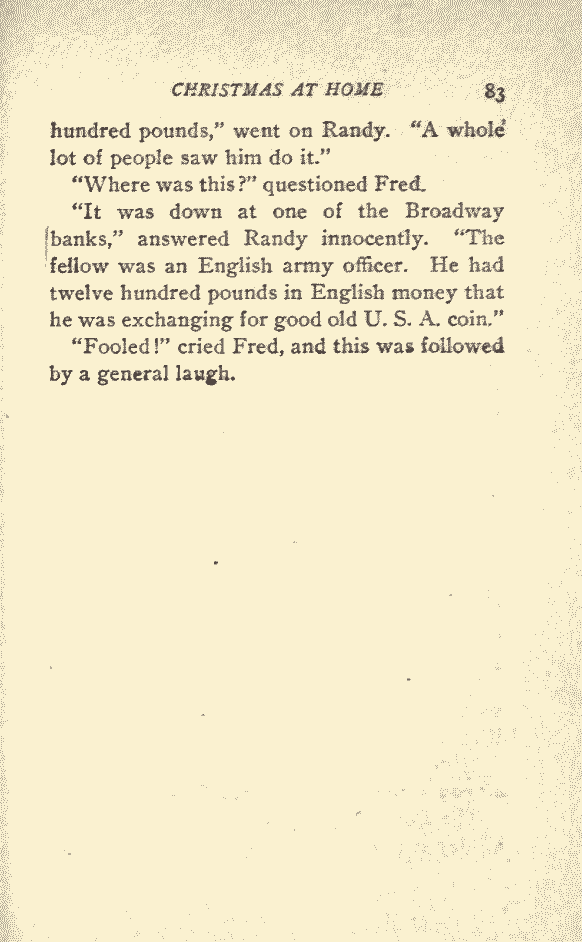 CHRISTMAS AT HOME 83
hundred pounds,” went on Randy. “A whole
lot of people saw him do it.”
“Where was this?” questioned Fred.
“It was down at one of the Broadway
banks,” answered Randy innocently. “The
fellow was an English army officer. He had
twelve hundred pounds in English money that
he was exchanging for good old U. S. A. coin.”
“Fooled!” cried Fred, and this was followed
by a general laugh.